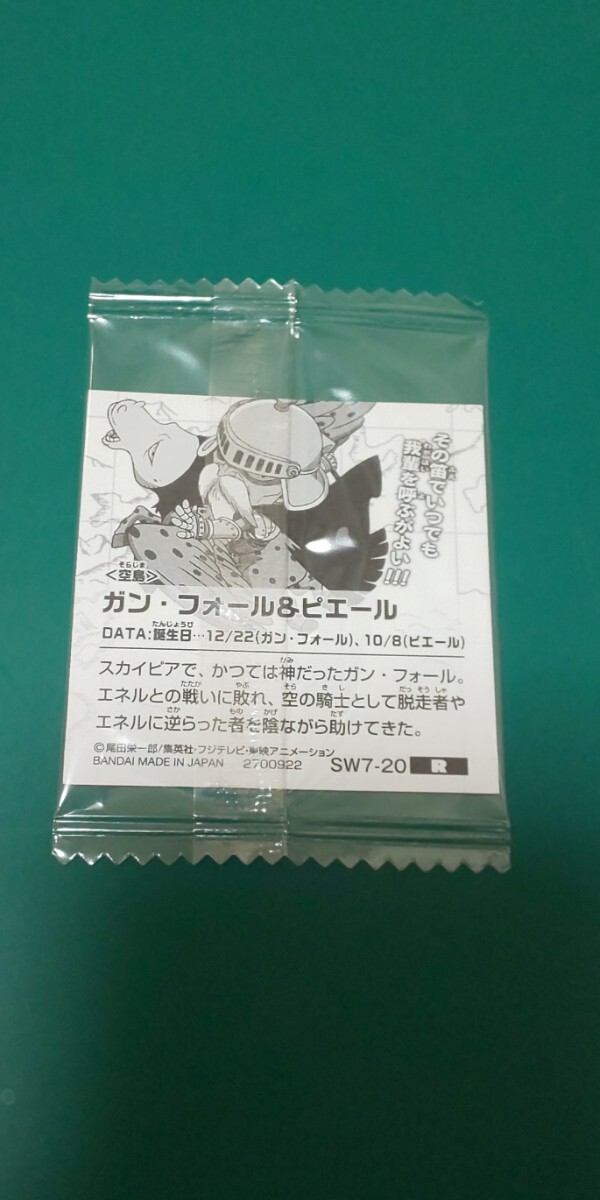 その笛でいつでも
我輩を呼ぶがよい!!!
<空島>
ガン・フォール&ピエール
DATA:誕生日…12/22(ガン・フォール)、10/8(ピエール)
スカイピアで、かつては神だったガン・フォール。
エネルとの戦いに敗れ、空の騎士として脱走者や
エネルに逆らった者を陰ながら助けてきた。
©尾田栄一郎/集英社・フジテレビ・東映アニメーション
BANDAI MADE IN JAPAN 2700922 SW7-20 R